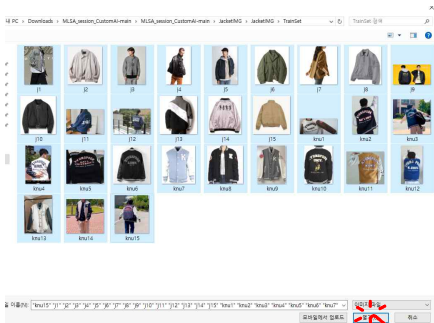 내 PC > Downloads > MLSA_session_CustomAi-main > MLSA_session_CustomAi-main > JacketIMG > JacketIMG > TrainSet
TrainSet 검색
j1 j2 j3 j4 j5 j6 j7 j8 j9
j10 j11 j12 j13 j14 j15 knu1 knu2 knu3
knu4 knu5 knu6 knu7 knu8 knu9 knu10 knu11 knu12
knu13 knu14 knu15
일 이름(N): "knu15" "j1" "j2" "j3" "j4" "j5" "j6" "j7" "j8" "j9" "j10" "j11" "j12" "j13" "j14" "j15" "knu1" "knu2" "knu3" "knu4" "knu5" "knu6" "knu7"
모바일에서 업로드
취소